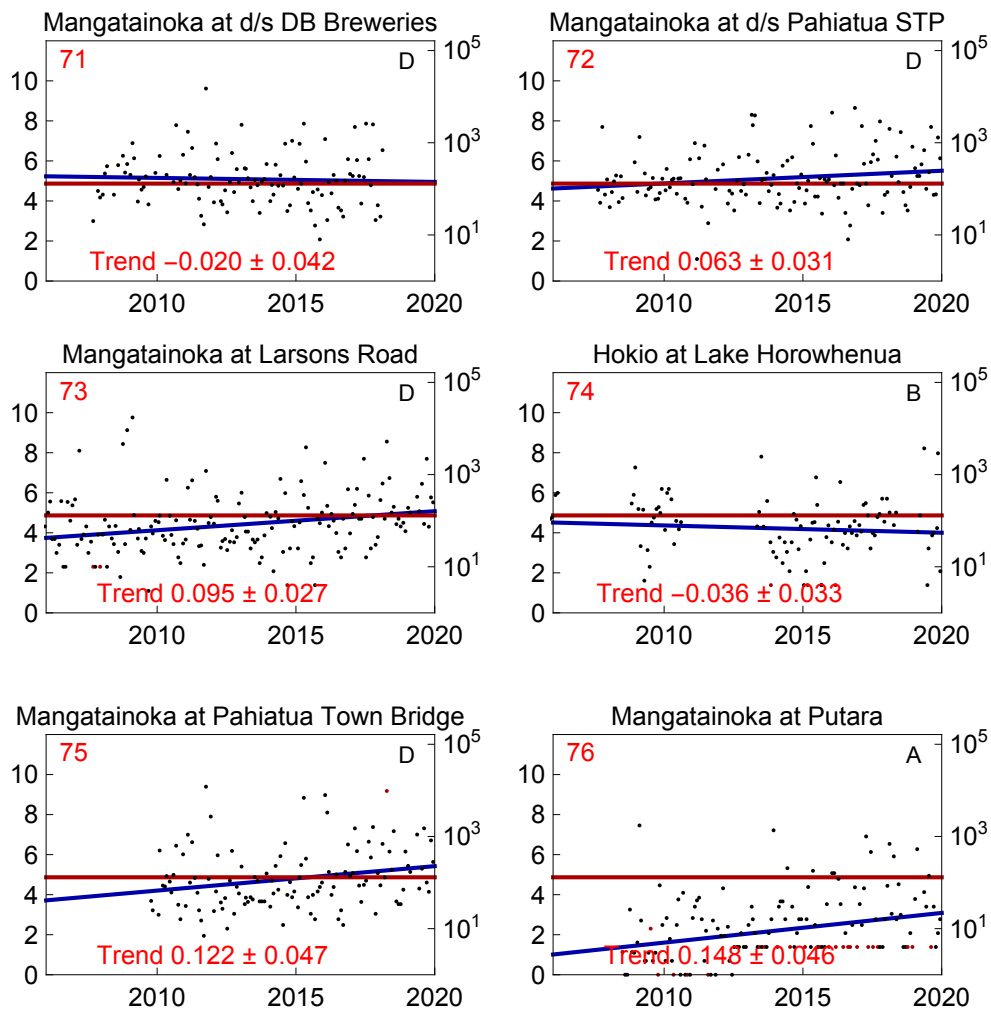 Mangatainoka at d/s DB Breweries
71
D
10
8
6
4
2
0
10^5
10^3
10^1
Trend −0.020 ± 0.042
2010 2015 2020
Mangatainoka at d/s Pahiatua STP
72
D
10
8
6
4
2
0
10^5
10^3
10^1
Trend 0.063 ± 0.031
2010 2015 2020
Mangatainoka at Larsons Road
73
D
10
8
6
4
2
0
10^5
10^3
10^1
Trend 0.095 ± 0.027
2010 2015 2020
Hokio at Lake Horowhenua
74
B
10
8
6
4
2
0
10^5
10^3
10^1
Trend −0.036 ± 0.033
2010 2015 2020
Mangatainoka at Pahiatua Town Bridge
75
D
10
8
6
4
2
0
10^5
10^3
10^1
Trend 0.122 ± 0.047
2010 2015 2020
Mangatainoka at Putara
76
A
10
8
6
4
2
0
10^5
10^3
10^1
Trend 0.148 ± 0.046
2010 2015 2020